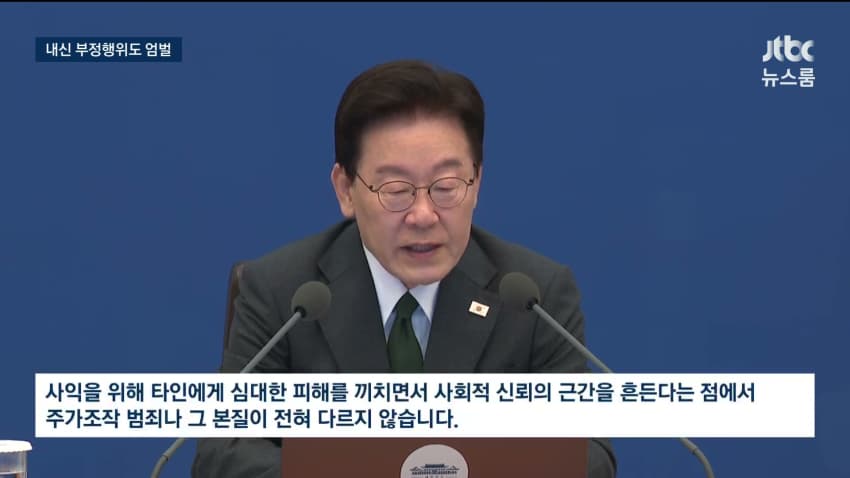 내신 부정행위도 엄벌
jtbc
뉴스룸
사익을 위해 타인에게 심대한 피해를 끼치면서 사회적 신뢰의 근간을 흔든다는 점에서
주가조작 범죄나 그 본질이 전혀 다르지 않습니다.